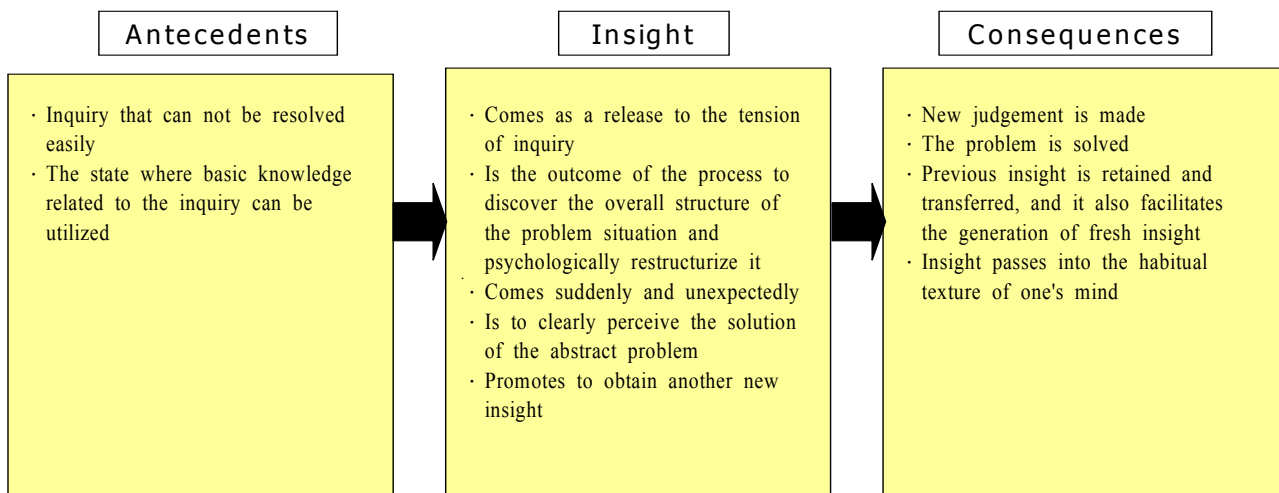 Antecedents
· Inquiry that can not be resolved
easily
· The state where basic knowledge
related to the inquiry can be
utilized
Insight
· Comes as a release to the tension
of inquiry
· Is the outcome of the process to
discover the overall structure of
the problem situation and
psychologically restructurize it
· Comes suddenly and unexpectedly
· Is to clearly perceive the solution
of the abstract problem
· Promotes to obtain another new
insight
Consequences
· New judgement is made
· The problem is solved
· Previous insight is retained and
transferred, and it also facilitates
the generation of fresh insight
· Insight passes into the habitual
texture of one's mind